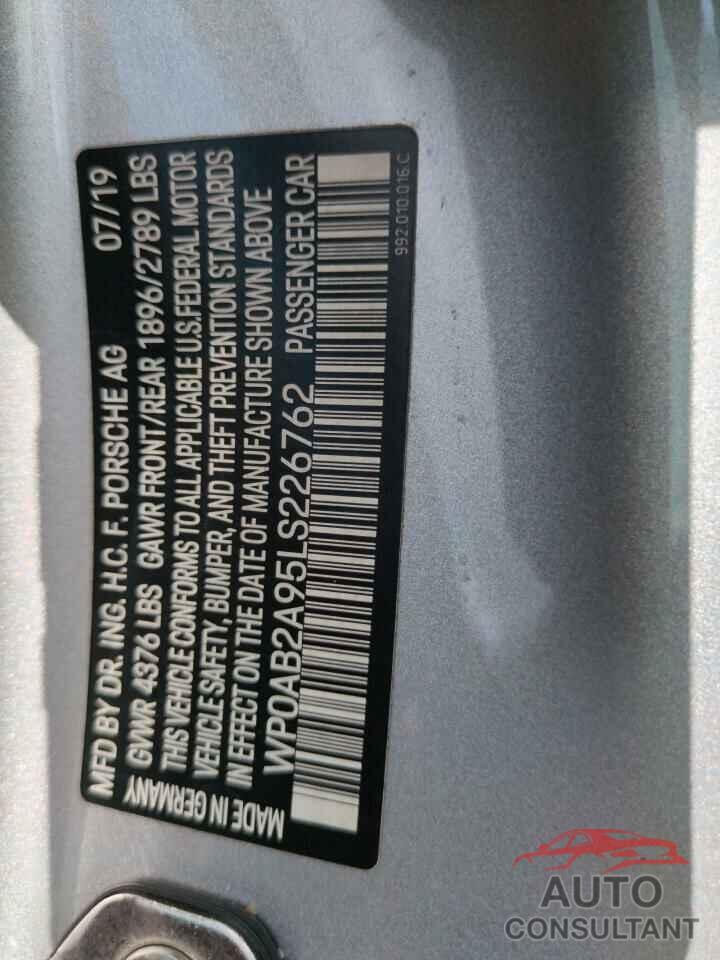 MFD BY DR. ING. H.C. F. PORSCHE AG 07/19
GVWR 4376 LBS GAWR FRONT/REAR 1896/2789 LBS
THIS VEHICLE CONFORMS TO ALL APPLICABLE U.S. FEDERAL MOTOR
VEHICLE SAFETY, BUMPER, AND THEFT PREVENTION STANDARDS
IN EFFECT ON THE DATE OF MANUFACTURE SHOWN ABOVE
WP0AB2A95LS226762 PASSENGER CAR
MADE IN GERMANY
992.010.016.C
AUTO
CONSULTANT